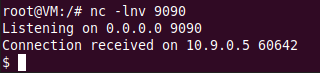 root@VM:/# nc -lnv 9090
Listening on 0.0.0.0 9090
Connection received on 10.9.0.5 60642
$